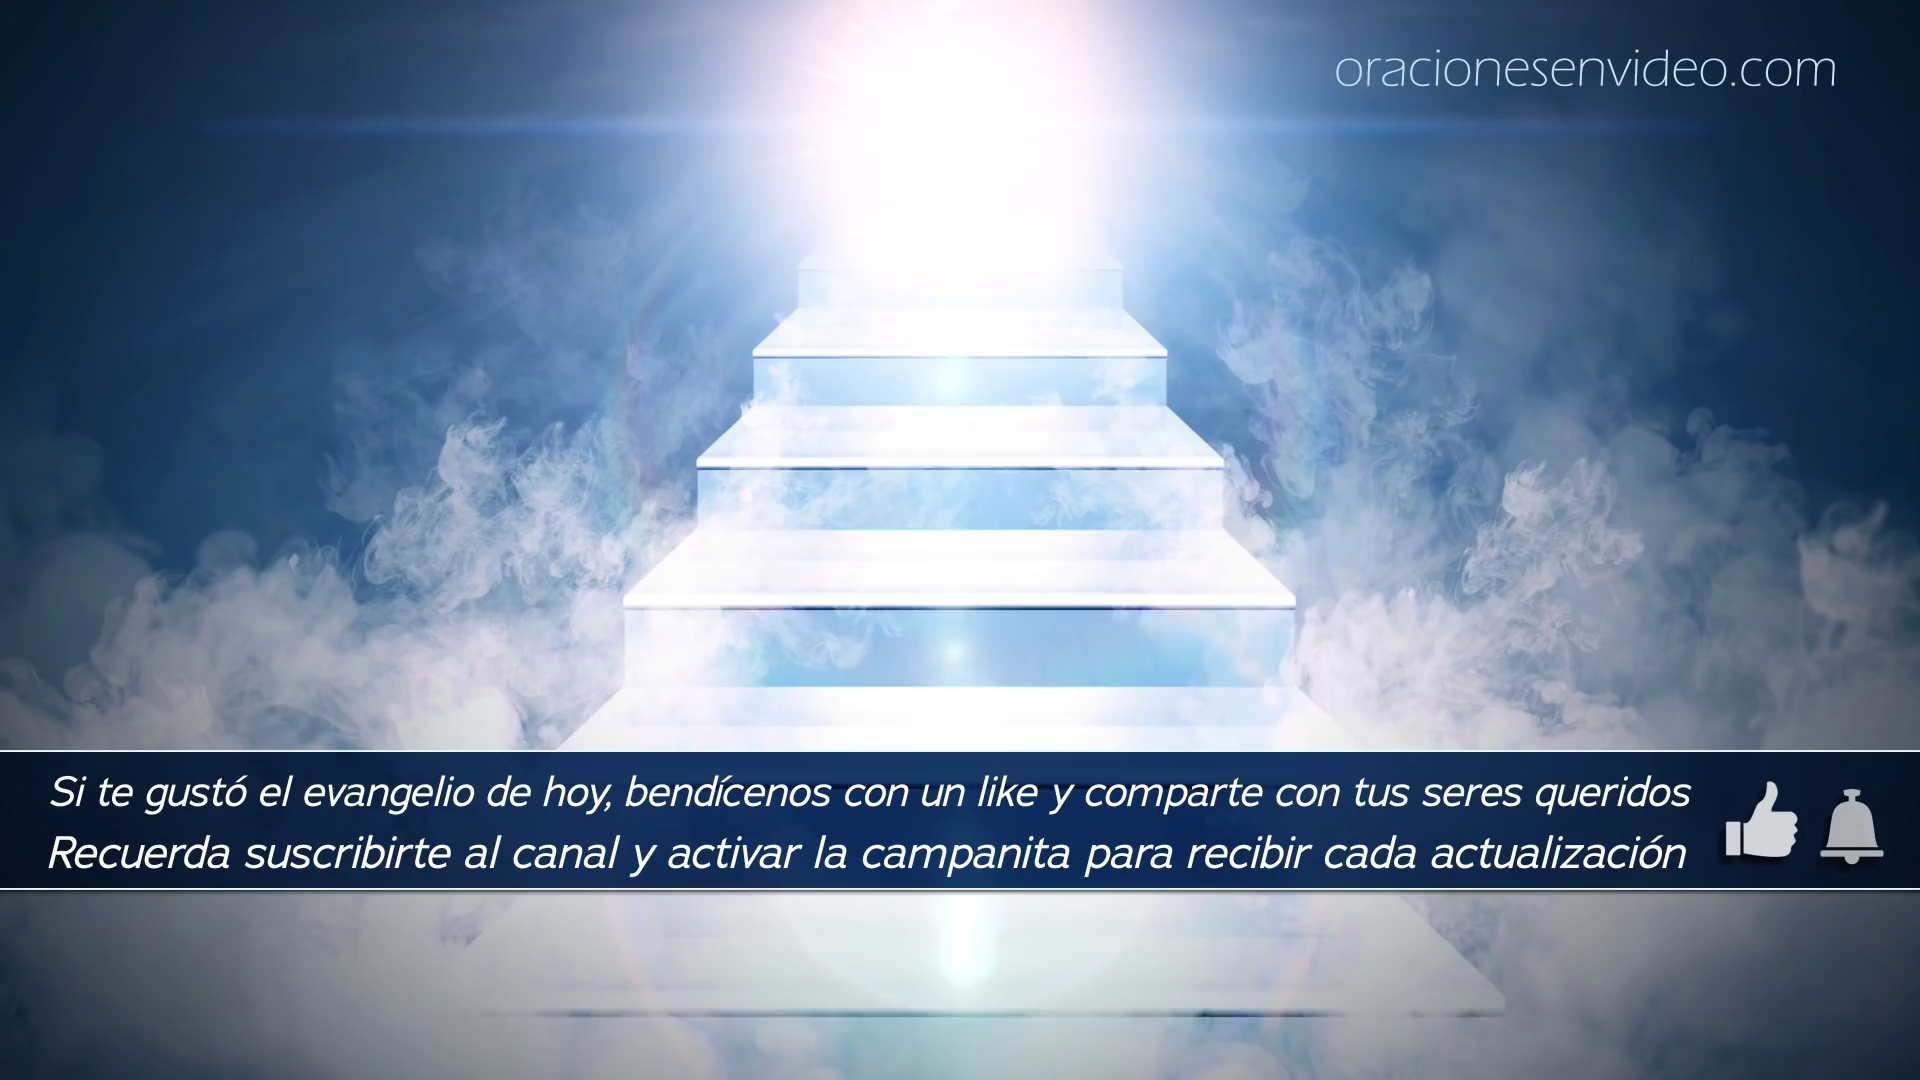 oracionesenvideo.com
Si te gustó el evangelio de hoy, bendícenos con un like y comparte con tus seres queridos
Recuerda suscribirte al canal y activar la campanita para recibir cada actualización